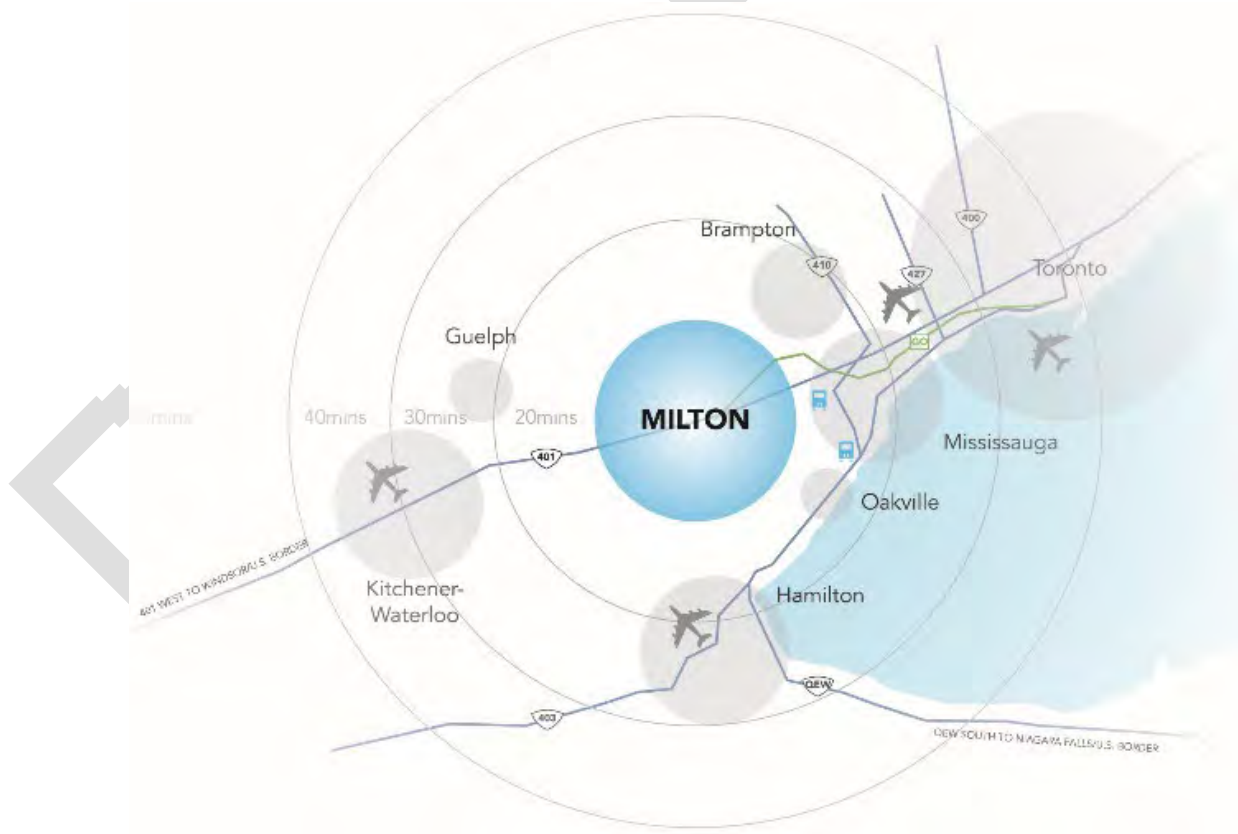 400
Brampton
410
427
Toronto
Guelph
GO
40mins
30mins
20mins
MILTON
Mississauga
401
Oakville
401 WEST TO WINDSOR/U.S. BORDER
Kitchener-
Waterloo
Hamilton
QEW
403
QEW SOUTH TO NIAGARA FALLS/U.S. BORDER